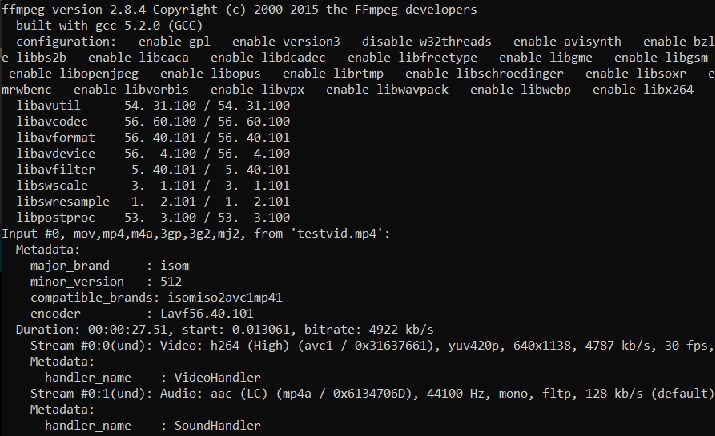 ffmpeg version 2.8.4 Copyright (c) 2000 2015 the FFmpeg developers
built with gcc 5.2.0 (GCC)
configuration: enable gpl enable version3 disable w32threads enable avisynth enable bzl
e libbs2b enable libcaca enable libdcadec enable libfreetype enable libgme enable libgsm
enable libopenjpeg enable libopus enable librtmp enable libschroedinger enable libsoxr e
mrwbenc enable libvorbis enable libvpx enable libwavpack enable libwebp enable libx264
libavutil 54. 31.100 / 54. 31.100
libavcodec 56. 60.100 / 56. 60.100
libavformat 56. 40.101 / 56. 40.101
libavdevice 56. 4.100 / 56. 4.100
libavfilter 5. 40.101 / 5. 40.101
libswscale 3. 1.101 / 3. 1.101
libswresample 1. 2.101 / 1. 2.101
libpostproc 53. 3.100 / 53. 3.100
Input #0, mov,mp4,m4a,3gp,3g2,mj2, from 'testvid.mp4':
Metadata:
major_brand : isom
minor_version : 512
compatible_brands: isomiso2avc1mp41
encoder : Lavf56.40.101
Duration: 00:00:27.51, start: 0.013061, bitrate: 4922 kb/s
Stream #0:0(und): Video: h264 (High) (avc1 / 0x31637661), yuv420p, 640x1138, 4787 kb/s, 30 fps,
Metadata:
handler_name : VideoHandler
Stream #0:1(und): Audio: aac (LC) (mp4a / 0x6134706D), 44100 Hz, mono, fltp, 128 kb/s (default)
Metadata:
handler_name : SoundHandler